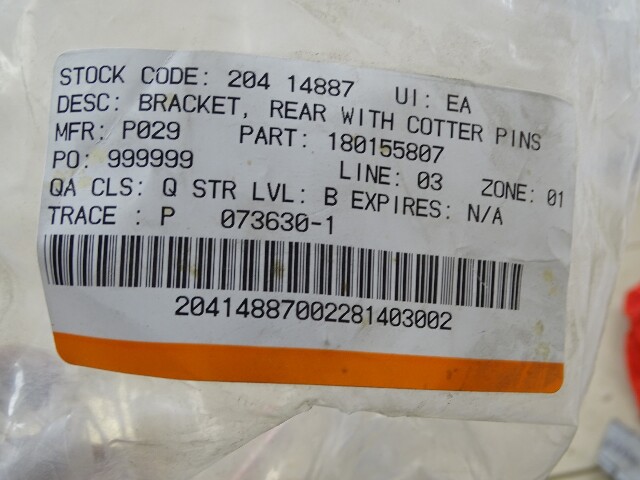 STOCK CODE: 204 14887 UI: EA
DESC: BRACKET, REAR WITH COTTER PINS
MFR: P029 PART: 180155807
PO: 999999 LINE: 03 ZONE: 01
QA CLS: Q STR LVL: B EXPIRES: N/A
TRACE : P 073630-1
20414887002281403002